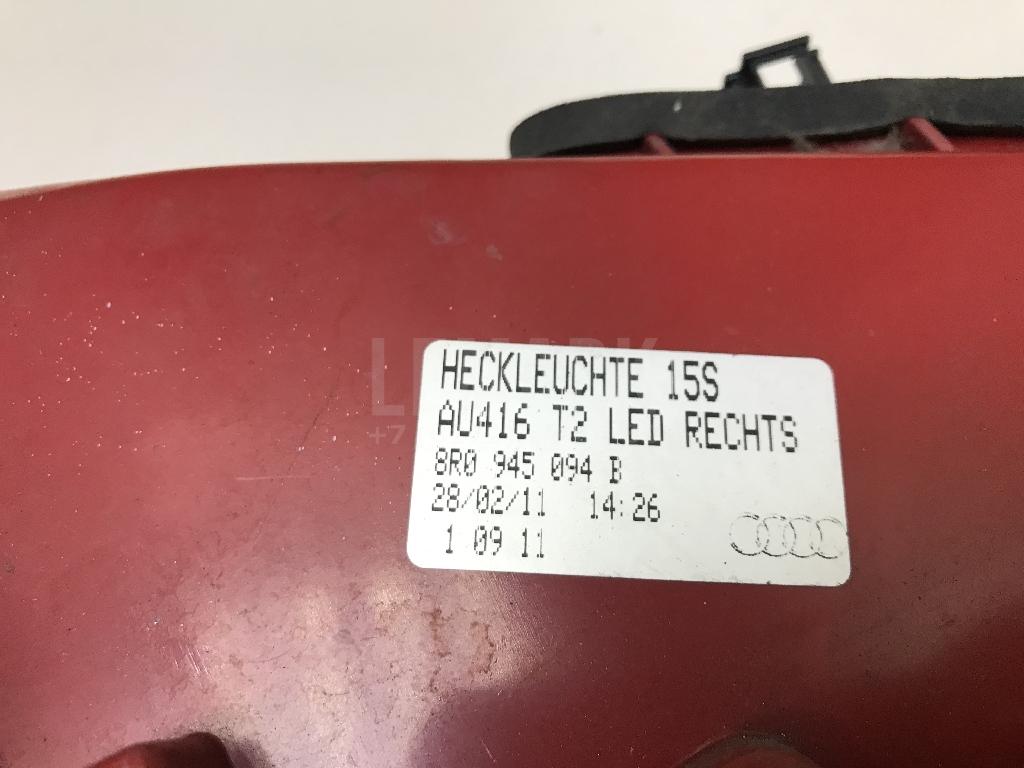 HECKLEUCHTE 15S
AU416 T2 LED RECHTS
8R0 945 094 B
28/02/11 14:26
1 09 11